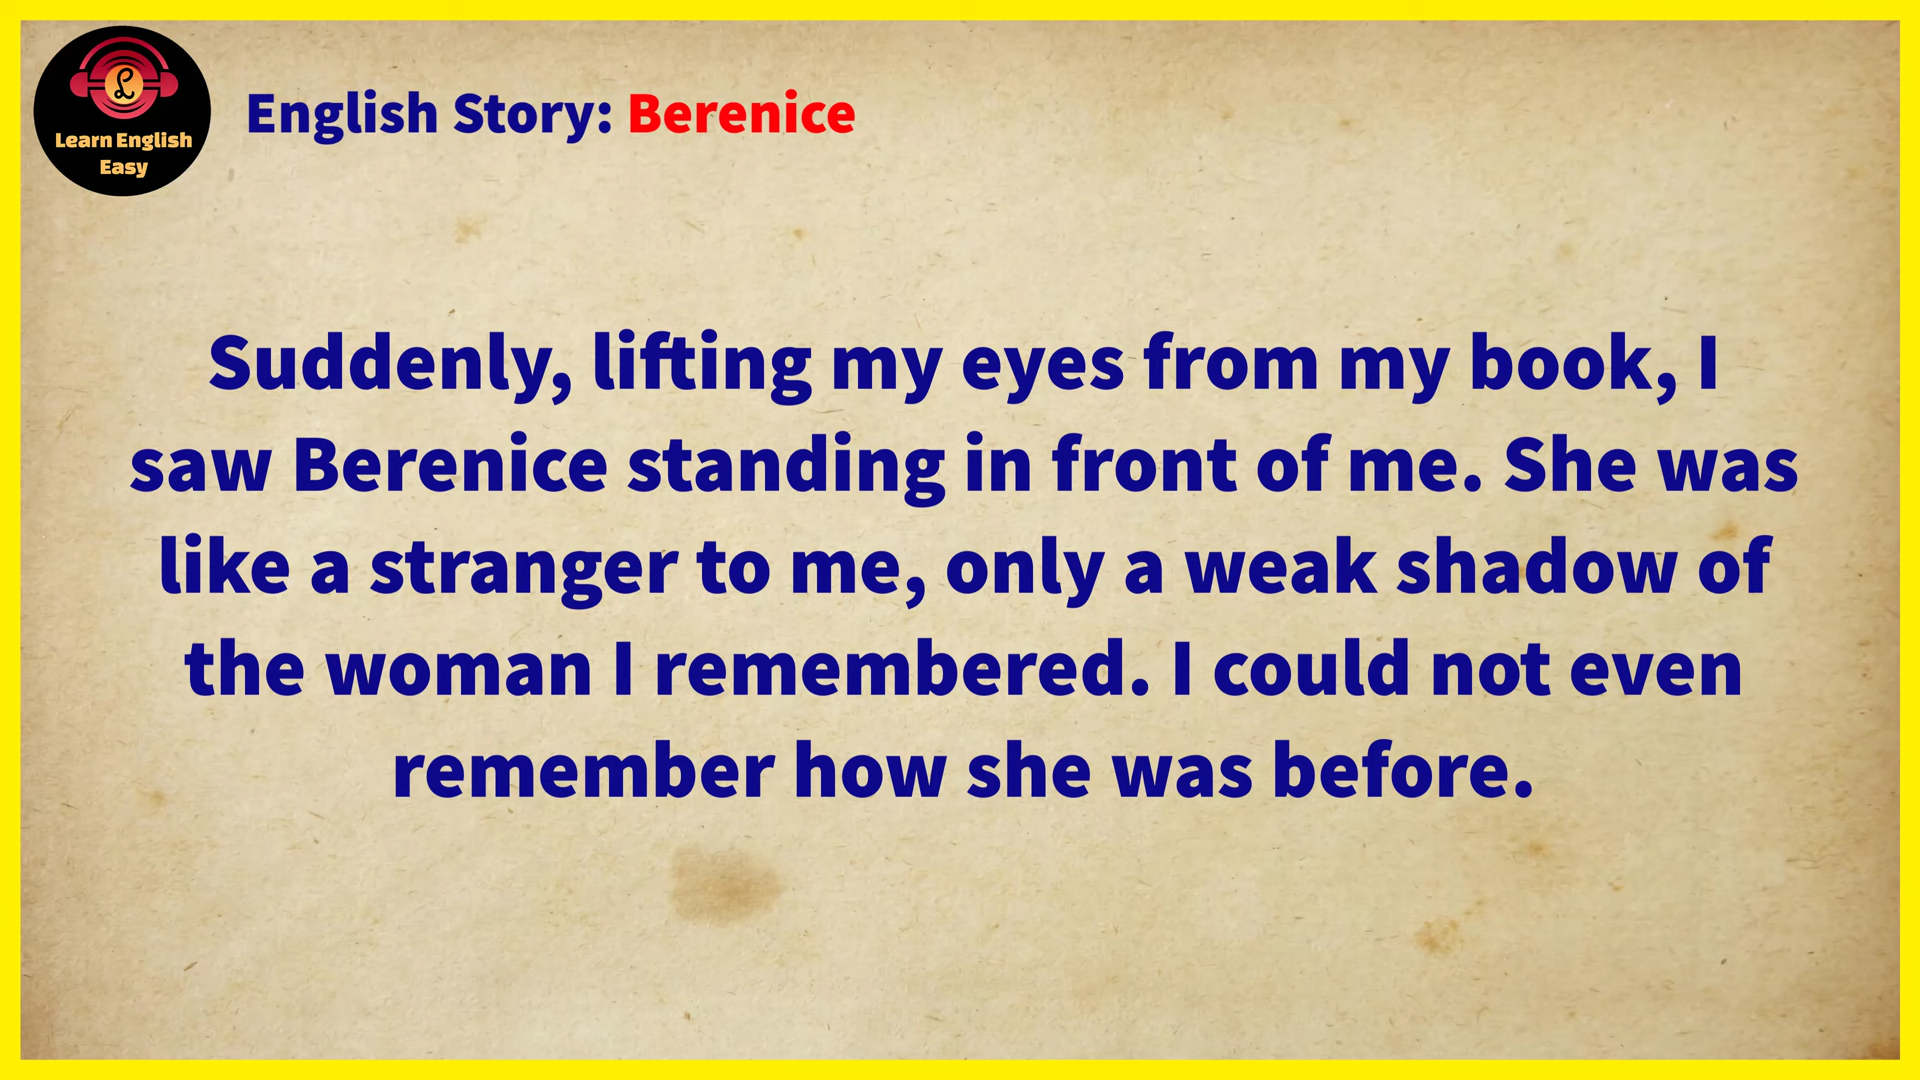 Learn English
Easy
English Story: Berenice
Suddenly, lifting my eyes from my book, I
saw Berenice standing in front of me. She was
like a stranger to me, only a weak shadow of
the woman I remembered. I could not even
remember how she was before.